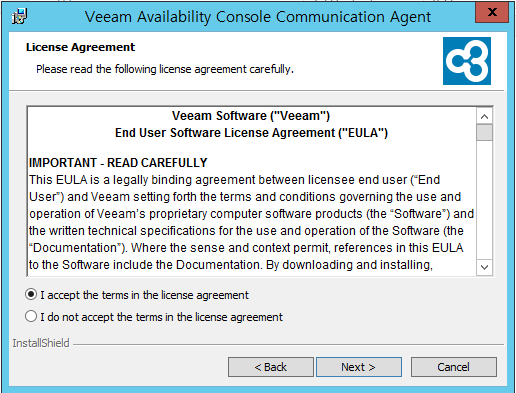 Veeam Availability Console Communication Agent
x
License Agreement
Please read the following license agreement carefully.
Veeam Software ("Veeam")
End User Software License Agreement ("EULA")
IMPORTANT - READ CAREFULLY
This EULA is a legally binding agreement between licensee end user (“End
User”) and Veeam setting forth the terms and conditions governing the use and
operation of Veeam’s proprietary computer software products (the “Software”) and
the written technical specifications for the use and operation of the Software (the
“Documentation”). Where the sense and context permit, references in this EULA
to the Software include the Documentation. By downloading and installing,
I accept the terms in the license agreement
I do not accept the terms in the license agreement
InstallShield
< Back
Next >
Cancel